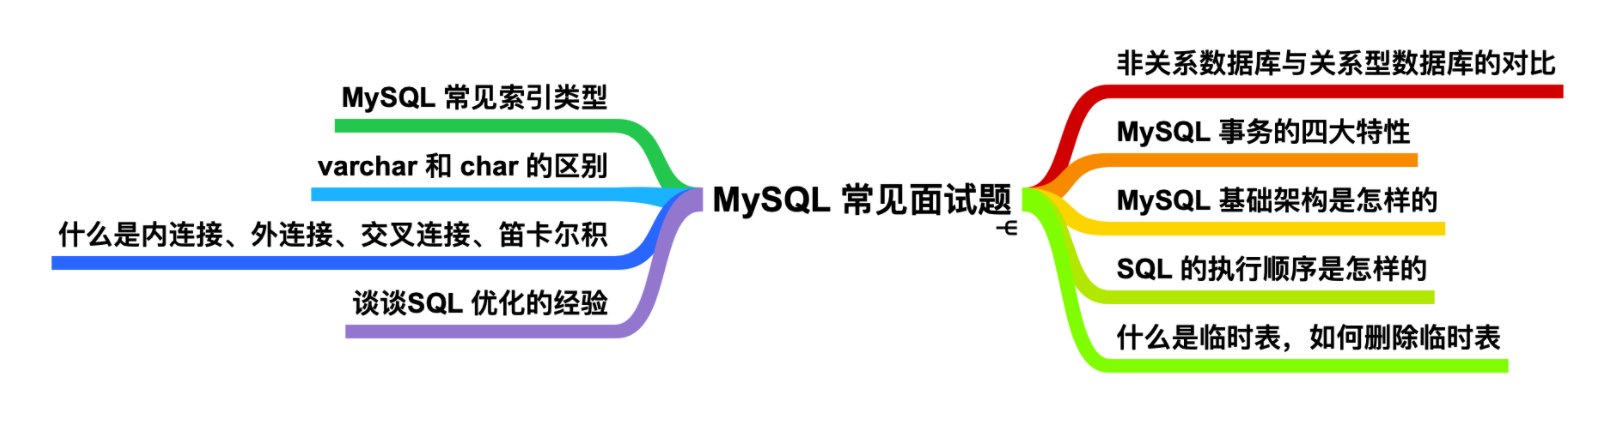 MySQL 常见面试题
非关系数据库与关系型数据库的对比
MySQL 事务的四大特性
MySQL 基础架构是怎样的
SQL 的执行顺序是怎样的
什么是临时表，如何删除临时表
MySQL 常见索引类型
varchar 和 char 的区别
什么是内连接、外连接、交叉连接、笛卡尔积
谈谈SQL 优化的经验